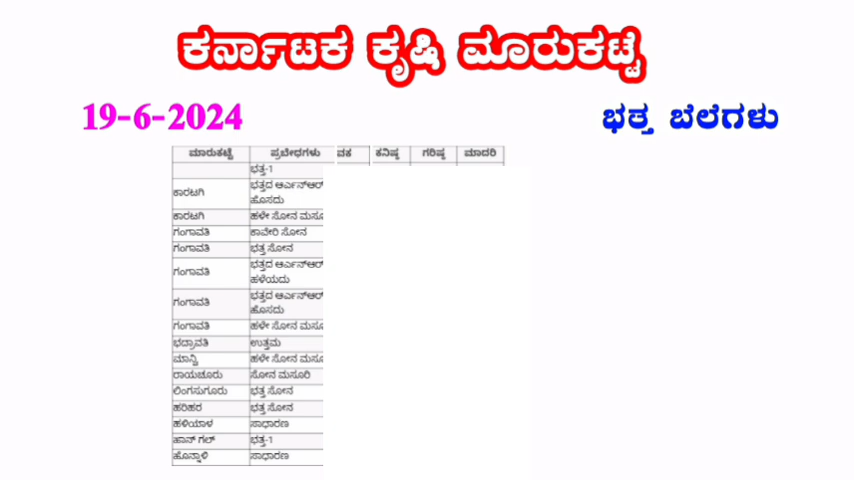 ಕರ್ನಾಟಕ ಕೃಷಿ ಮಾರುಕಟ್ಟೆ
19-6-2024 ಭತ್ತ ಬೆಲೆಗಳು
ಮಾರುಕಟ್ಟೆ ಪ್ರಬೇಧಗಳು ವಕ ಕನಿಷ್ಠ ಗರಿಷ್ಠ ಮಾದರಿ
ಭತ್ತ-1
ಕಾರಟಗಿ ಭತ್ತದ ಆರ್ಎನ್ಆರ್
ಹೊಸದು
ಕಾರಟಗಿ ಹಳೇ ಸೋನ ಮಸೂ
ಗಂಗಾವತಿ ಕಾವೇರಿ ಸೋನ
ಗಂಗಾವತಿ ಭತ್ತ ಸೋನ
ಗಂಗಾವತಿ ಭತ್ತದ ಆರ್ಎನ್ಆರ್
ಹಳೆಯದು
ಗಂಗಾವತಿ ಭತ್ತದ ಆರ್ಎನ್ಆರ್
ಹೊಸದು
ಗಂಗಾವತಿ ಹಳೇ ಸೋನ ಮಸೂ
ಭದ್ರಾವತಿ ಉತ್ತಮ
ಮಾನ್ವಿ ಹಳೇ ಸೋನ ಮಸೂ
ರಾಯಚೂರು ಸೋನ ಮಸೂರಿ
ಲಿಂಗಸುಗೂರು ಭತ್ತ ಸೋನ
ಹರಿಹರ ಭತ್ತ ಸೋನ
ಹಳಿಯಾಳ ಸಾಧಾರಣ
ಹಾನ್ ಗಲ್ ಭತ್ತ-1
ಹೊನ್ನಾಳಿ ಸಾಧಾರಣ